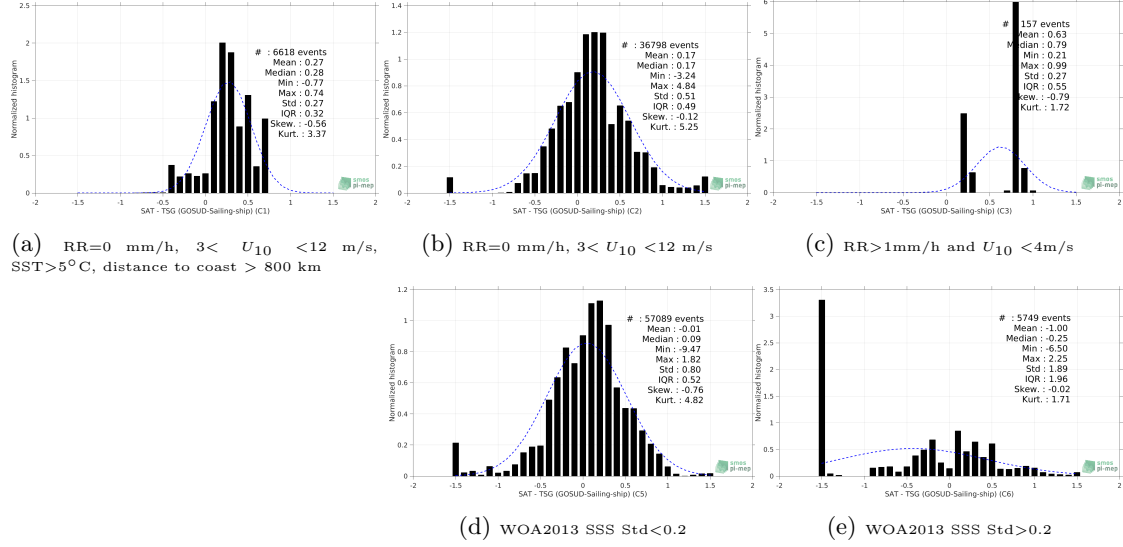 2.5
2
1.5
1
0.5
0
-2 -1.5 -1 -0.5 0 0.5 1 1.5 2
Normalized histogram
# : 6618 events
Mean : 0.27
Median : 0.28
Min : -0.77
Max : 0.74
Std : 0.27
IQR : 0.32
Skew. : -0.56
Kurt. : 3.37
smos
pi-mep
SAT - TSG (GOSUD-Sailing-ship) (C1)
(a) RR=0 mm/h, 3< U10 <12 m/s,
SST>5°C, distance to coast > 800 km
1.4
1.2
1
0.8
0.6
0.4
0.2
0
-2 -1.5 -1 -0.5 0 0.5 1 1.5 2
Normalized histogram
# : 36798 events
Mean : 0.17
Median : 0.17
Min : -3.24
Max : 4.84
Std : 0.51
IQR : 0.49
Skew. : -0.12
Kurt. : 5.25
smos
pi-mep
SAT - TSG (GOSUD-Sailing-ship) (C2)
(b) RR=0 mm/h, 3< U10 <12 m/s
6
5
4
3
2
1
0
-2 -1.5 -1 -0.5 0 0.5 1 1.5 2
Normalized histogram
# 157 events
Mean : 0.63
Median : 0.79
Min : 0.21
Max : 0.99
Std : 0.27
IQR : 0.55
Skew. : -0.79
Kurt. : 1.72
smos
pi-mep
SAT - TSG (GOSUD-Sailing-ship) (C3)
(c) RR>1mm/h and U10 <4m/s
1.2
1
0.8
0.6
0.4
0.2
0
-2 -1.5 -1 -0.5 0 0.5 1 1.5 2
Normalized histogram
# : 57089 events
Mean : -0.01
Median : 0.09
Min : -9.47
Max : 1.82
Std : 0.80
IQR : 0.52
Skew. : -0.76
Kurt. : 4.82
smos
pi-mep
SAT - TSG (GOSUD-Sailing-ship) (C5)
(d) WOA2013 SSS Std<0.2
3.5
3
2.5
2
1.5
1
0.5
0
-2 -1.5 -1 -0.5 0 0.5 1 1.5 2
Normalized histogram
# : 5749 events
Mean : -1.00
Median : -0.25
Min : -6.50
Max : 2.25
Std : 1.89
IQR : 1.96
Skew. : -0.02
Kurt. : 1.71
smos
pi-mep
SAT - TSG (GOSUD-Sailing-ship) (C6)
(e) WOA2013 SSS Std>0.2